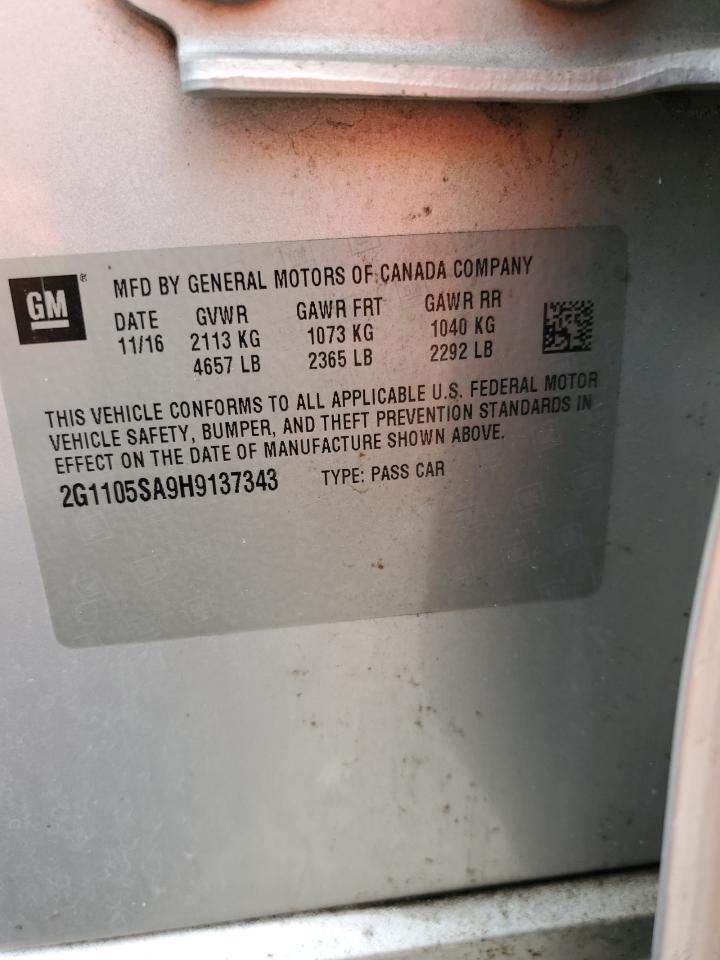 GM®
MFD BY GENERAL MOTORS OF CANADA COMPANY
DATE GVWR GAWR FRT GAWR RR
11/16 2113 KG 1073 KG 1040 KG
4657 LB 2365 LB 2292 LB
THIS VEHICLE CONFORMS TO ALL APPLICABLE U.S. FEDERAL MOTOR
VEHICLE SAFETY, BUMPER, AND THEFT PREVENTION STANDARDS IN
EFFECT ON THE DATE OF MANUFACTURE SHOWN ABOVE.
2G1105SA9H9137343 TYPE: PASS CAR